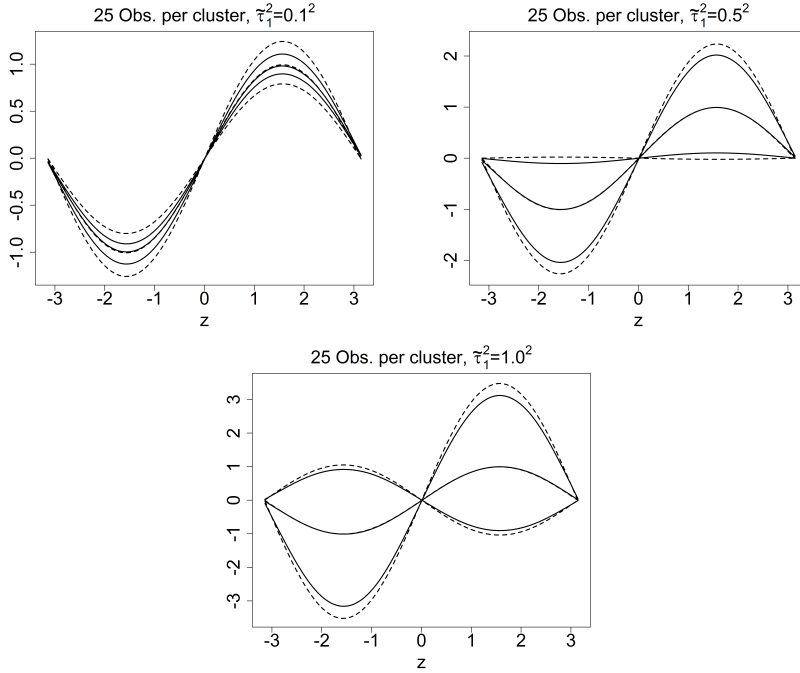 25 Obs. per cluster, τ̃₁²=0.1²
1.0
0.5
0.0
-0.5
-1.0
-3 -2 -1 0 1 2 3
z
25 Obs. per cluster, τ̃₁²=0.5²
2
1
0
-1
-2
-3 -2 -1 0 1 2 3
z
25 Obs. per cluster, τ̃₁²=1.0²
3
2
1
0
-1
-2
-3
-3 -2 -1 0 1 2 3
z